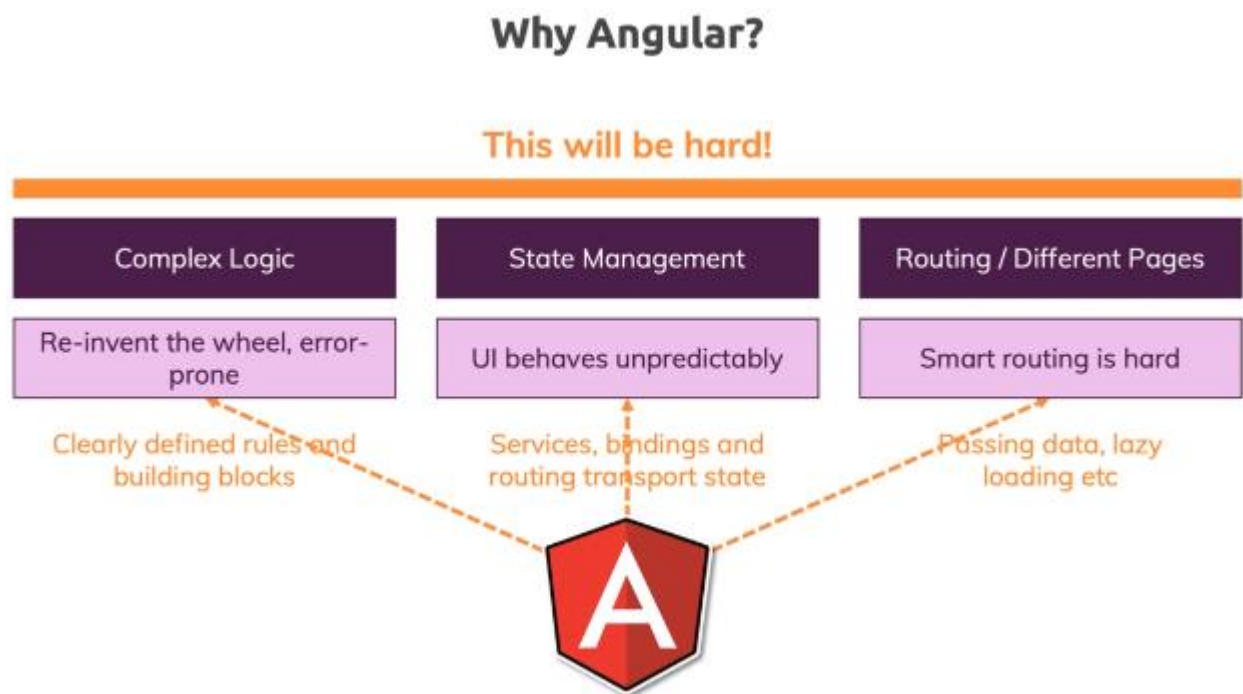 Why Angular?
This will be hard!
Complex Logic
State Management
Routing / Different Pages
Re-invent the wheel, error-
prone
UI behaves unpredictably
Smart routing is hard
Clearly defined rules and
building blocks
Services, bindings and
routing transport state
Passing data, lazy
loading etc
A